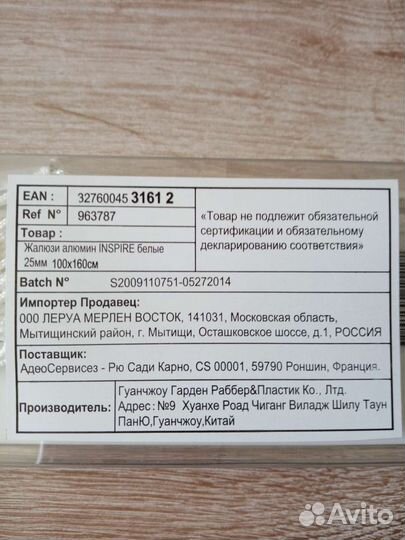 EAN : 32760045 3161 2
Ref N° 963787
Товар :
Жалюзи алюмин INSPIRE белые
25мм 100х160см
«Товар не подлежит обязательной
сертификации и обязательному
декларированию соответствия»
Batch N° S2009110751-05272014
Импортер Продавец:
ООО ЛЕРУА МЕРЛЕН ВОСТОК, 141031, Московская область,
Мытищинский район, г. Мытищи, Осташковское шоссе, д.1, РОССИЯ
Поставщик:
АдеоСервисез - Рю Сади Карно, CS 00001, 59790 Роншин, Франция.
Производитель:
Гуанчжоу Гарден Раббер&Пластик Ко., Лтд.
Адрес:№9 Хуанхе Роад Чиганг Виладж Шилу Таун
ПанЮ,Гуанчжоу,Китай
Avito